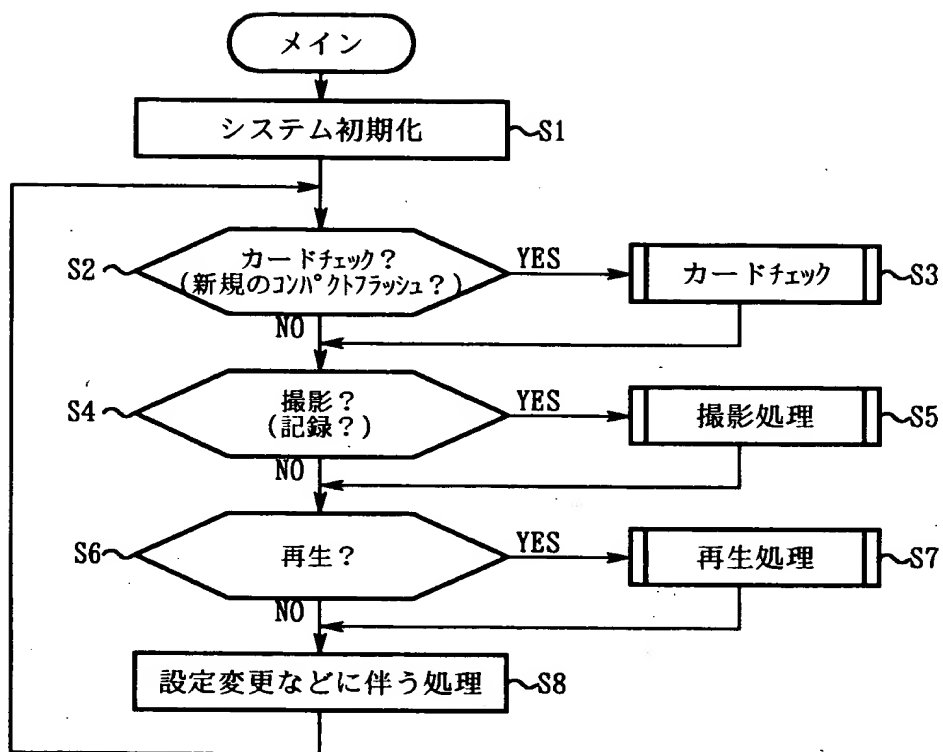 メイン
システム初期化
S1
S2
カードチェック?
(新規のコンパクトフラッシュ?)
YES
カードチェック
S3
NO
S4
撮影?
(記録?)
YES
撮影処理
S5
NO
S6
再生?
YES
再生処理
S7
NO
設定変更などに伴う処理
S8